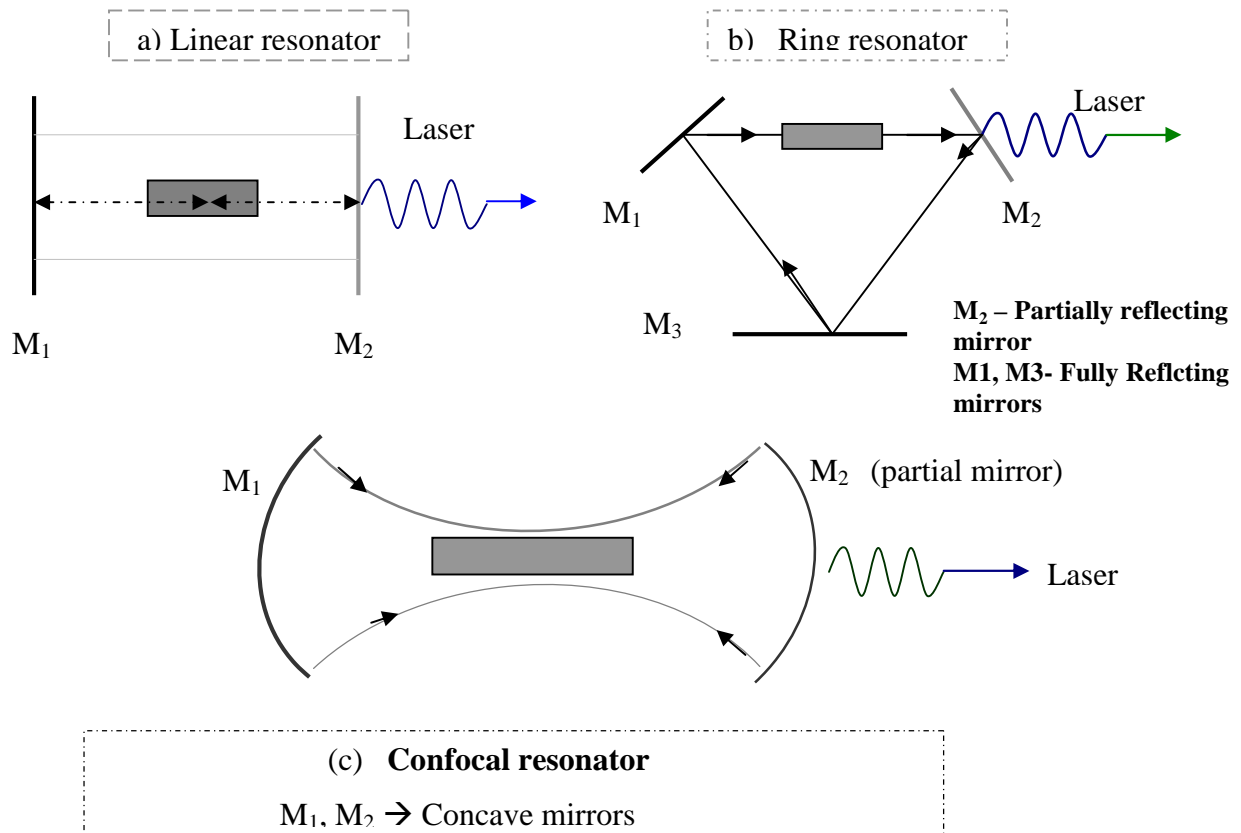 a) Linear resonator
b) Ring resonator
Laser
Laser
M₁
M₂
M₁
M₂
M₃
M₂ – Partially reflecting
mirror
M1, M3- Fully Reflcting
mirrors
M₁
M₂ (partial mirror)
Laser
(c) Confocal resonator
M₁, M₂ → Concave mirrors